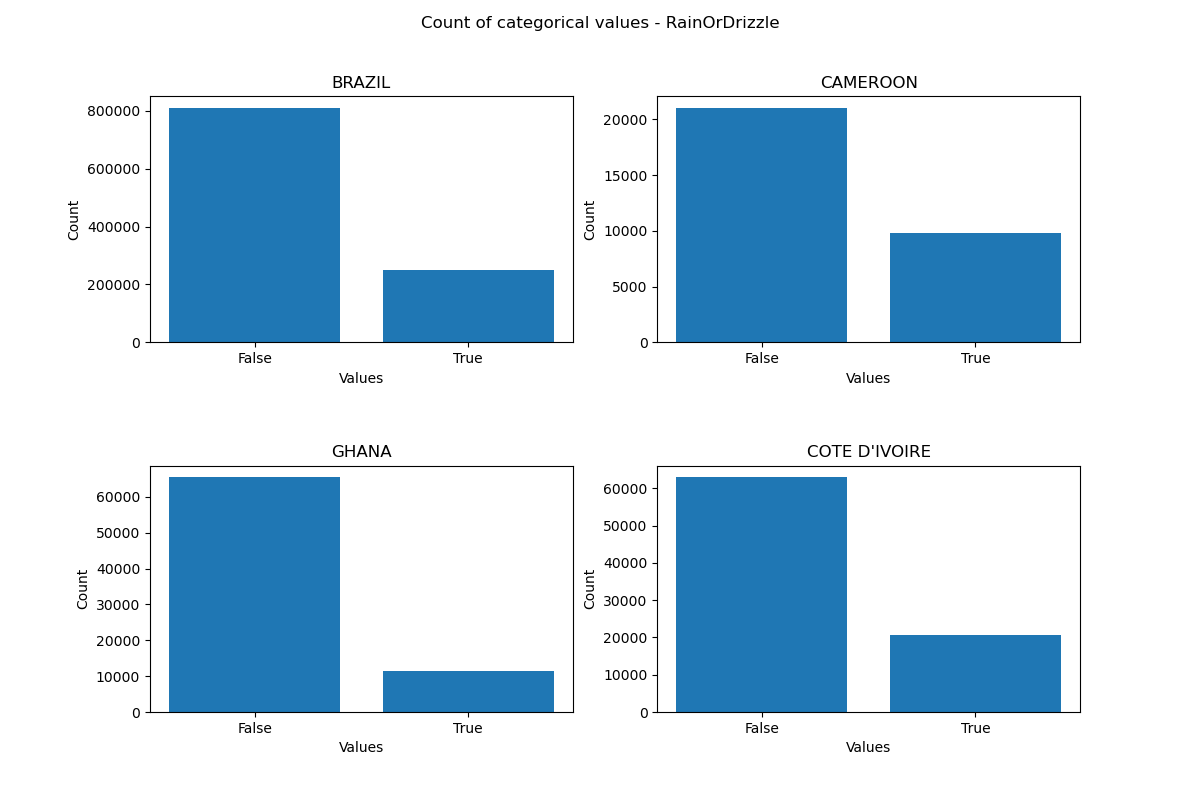 Count of categorical values - RainOrDrizzle
BRAZIL
800000
600000
400000
200000
0
Count
False
True
Values
CAMEROON
20000
15000
10000
5000
0
Count
False
True
Values
GHANA
60000
50000
40000
30000
20000
10000
0
Count
False
True
Values
COTE D'IVOIRE
60000
50000
40000
30000
20000
10000
0
Count
False
True
Values